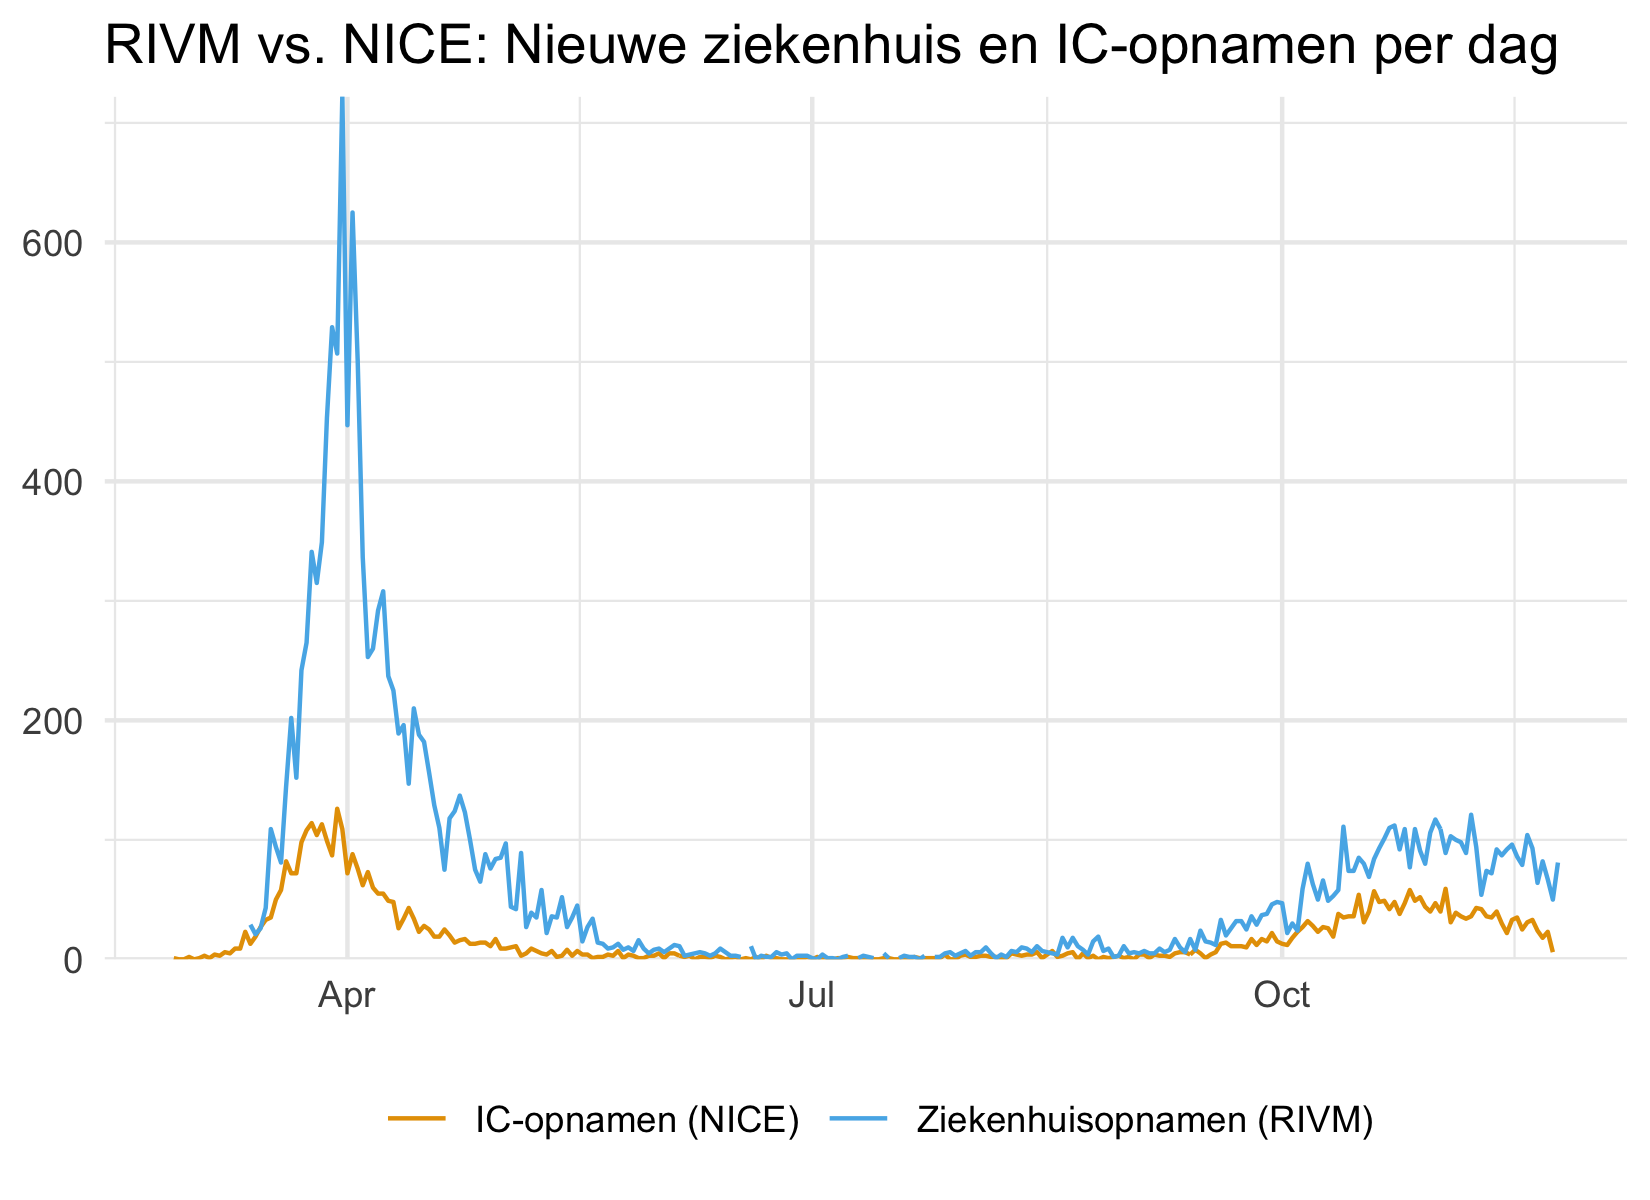 RIVM vs. NICE: Nieuwe ziekenhuis en IC-opnamen per dag
600
400
200
0
Apr Jul Oct
IC-opnamen (NICE) Ziekenhuisopnamen (RIVM)